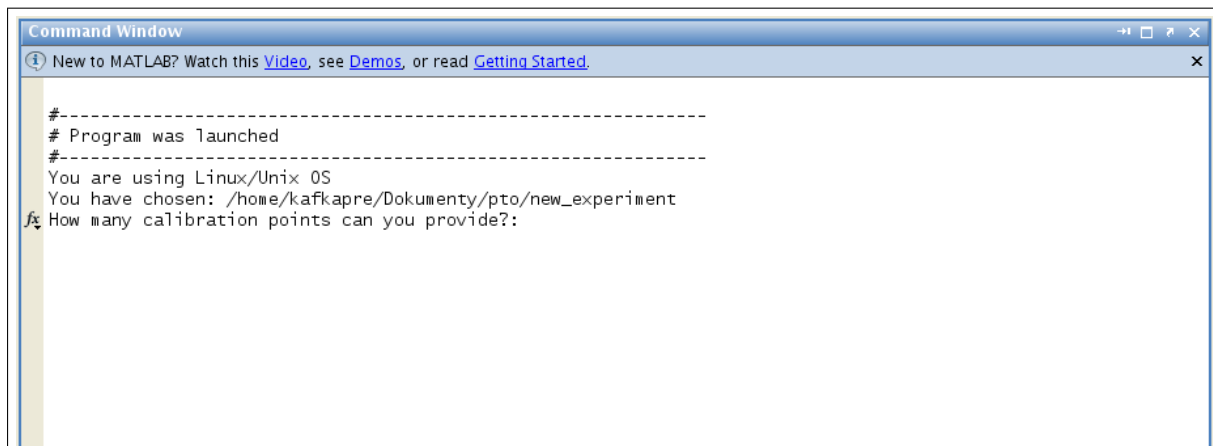 Command Window
New to MATLAB? Watch this Video, see Demos, or read Getting Started.
#--------------------------------------------------------------
# Program was launched
#--------------------------------------------------------------
You are using Linux/Unix OS
You have chosen: /home/kafkapre/Dokumenty/pto/new_experiment
fx How many calibration points can you provide?: